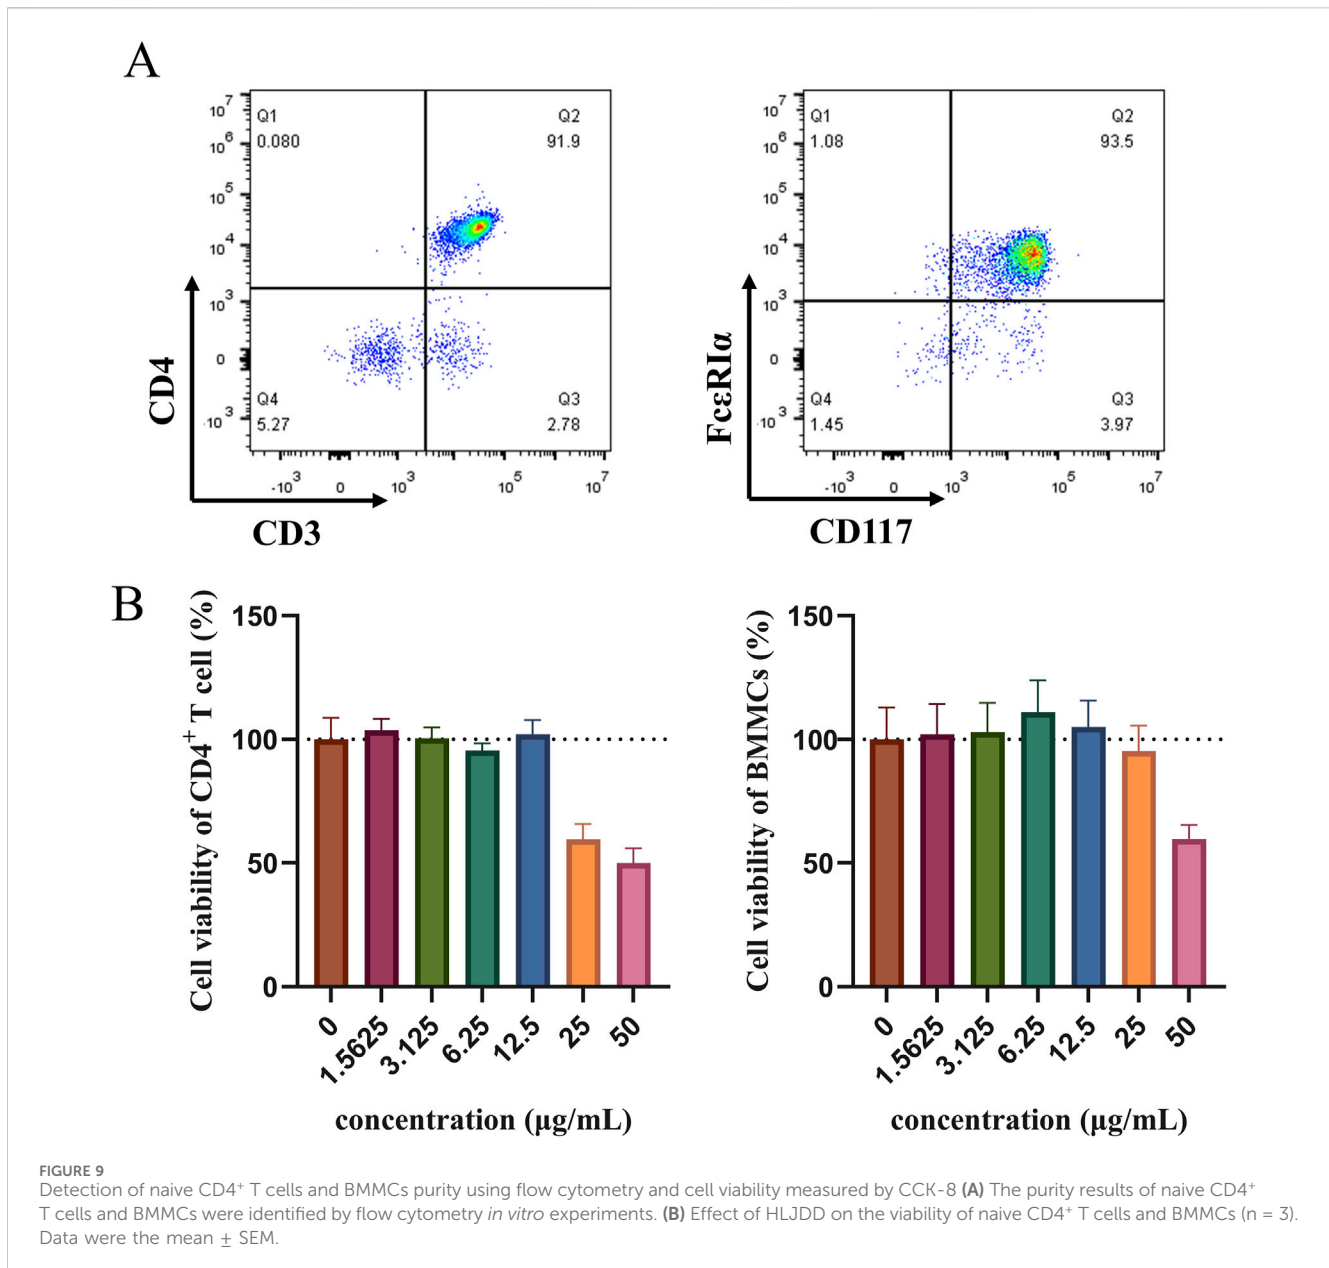 A
10^7
10^6
10^5
10^4
10^3
0
-10^3
Q1
0.080
Q2
91.9
Q4
5.27
Q3
2.78
-10^3
0
10^3
10^5
10^7
CD4
CD3
10^7
10^6
10^5
10^4
10^3
0
-10^3
Q1
1.08
Q2
93.5
Q4
1.45
Q3
3.97
-10^3
0
10^3
10^5
10^7
FcεRIα
CD117
B
Cell viability of CD4⁺ T cell (%)
150
100
50
0
0
1.5625
3.125
6.25
12.5
25
50
concentration (μg/mL)
Cell viability of BMMCs (%)
150
100
50
0
0
1.5625
3.125
6.25
12.5
25
50
concentration (μg/mL)
FIGURE 9
Detection of naive CD4⁺ T cells and BMMCs purity using flow cytometry and cell viability measured by CCK-8 (A) The purity results of naive CD4⁺
T cells and BMMCs were identified by flow cytometry in vitro experiments. (B) Effect of HLJDD on the viability of naive CD4⁺ T cells and BMMCs (n = 3).
Data were the mean ± SEM.